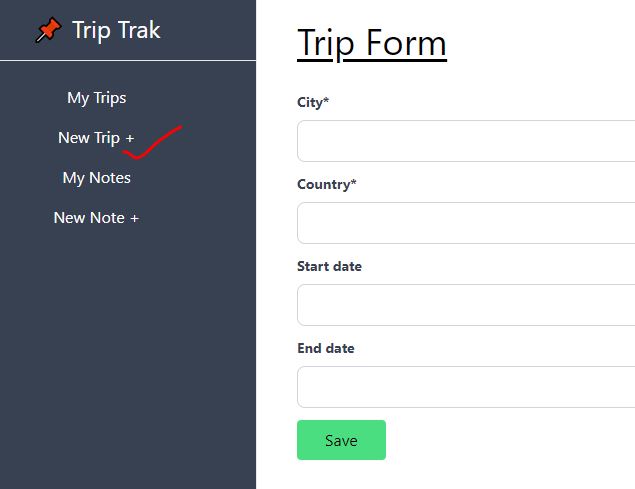 Trip Trak
My Trips
New Trip +
My Notes
New Note +
Trip Form
City*
Country*
Start date
End date
Save